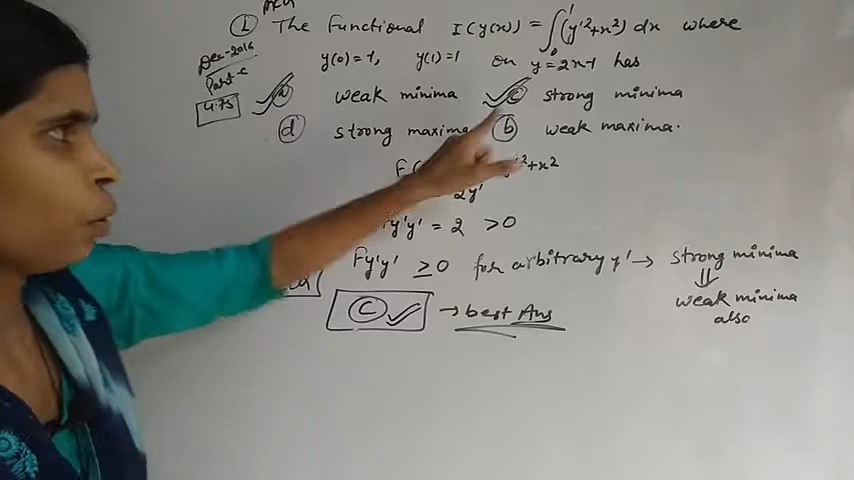 ① The Functional I(y(x)) = ∫₀¹ (y'²+x²) dx where
Dec-2016 y(0)=-1, y(1)=1 on y=2x-1 has
Part-C
4.75 ✓ ⓐ weak minima ✓ ⓒ strong minima
ⓓ strong maxima ⓑ weak maxima.
F( y'²+x²
2y'
y'y' = 2 >0
Fy'y' ≥0 for arbitrary y' → strong minima
⇓
weak minima
also
ⓒ ✓ → best Ans